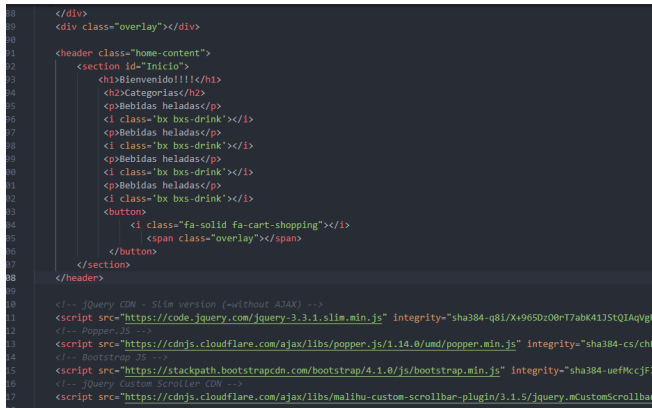 88 </div>
89 <div class="overlay"></div>
90
91 <header class="home-content">
92 <section id="Inicio">
93 <h1>Bienvenido!!!!</h1>
94 <h2>Categorias</h2>
95 <p>Bebidas heladas</p>
96 <i class='bx bxs-drink'></i>
97 <p>Bebidas heladas</p>
98 <i class='bx bxs-drink'></i>
99 <p>Bebidas heladas</p>
00 <i class='bx bxs-drink'></i>
01 <p>Bebidas heladas</p>
02 <i class='bx bxs-drink'></i>
03 <button>
04 <i class="fa-solid fa-cart-shopping"></i>
05 <span class="overlay"></span>
06 </button>
07 </section>
08 </header>
09
10 <!-- jQuery CDN - Slim version (=without AJAX) -->
11 <script src="https://code.jquery.com/jquery-3.3.1.slim.min.js" integrity="sha384-q8i/X+965DzO0rT7abK41JStQIAqVg
12 <!-- Popper.JS -->
13 <script src="https://cdnjs.cloudflare.com/ajax/libs/popper.js/1.14.0/umd/popper.min.js" integrity="sha384-cs/ch
14 <!-- Bootstrap JS -->
15 <script src="https://stackpath.bootstrapcdn.com/bootstrap/4.1.0/js/bootstrap.min.js" integrity="sha384-uefMccjF
16 <!-- jQuery Custom Scroller CDN -->
17 <script src="https://cdnjs.cloudflare.com/ajax/libs/malihu-custom-scrollbar-plugin/3.1.5/jquery.mCustomScrollba